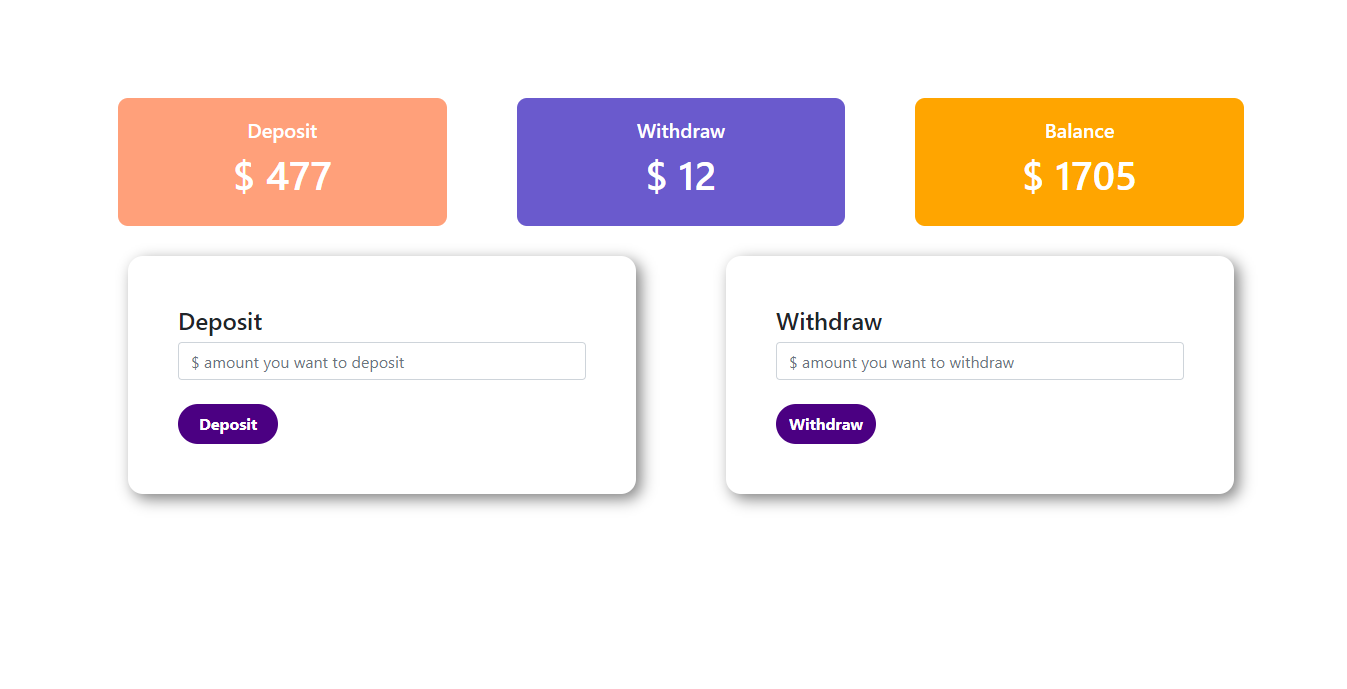 Deposit
$ 477
Withdraw
$ 12
Balance
$ 1705
Deposit
$ amount you want to deposit
Deposit
Withdraw
$ amount you want to withdraw
Withdraw